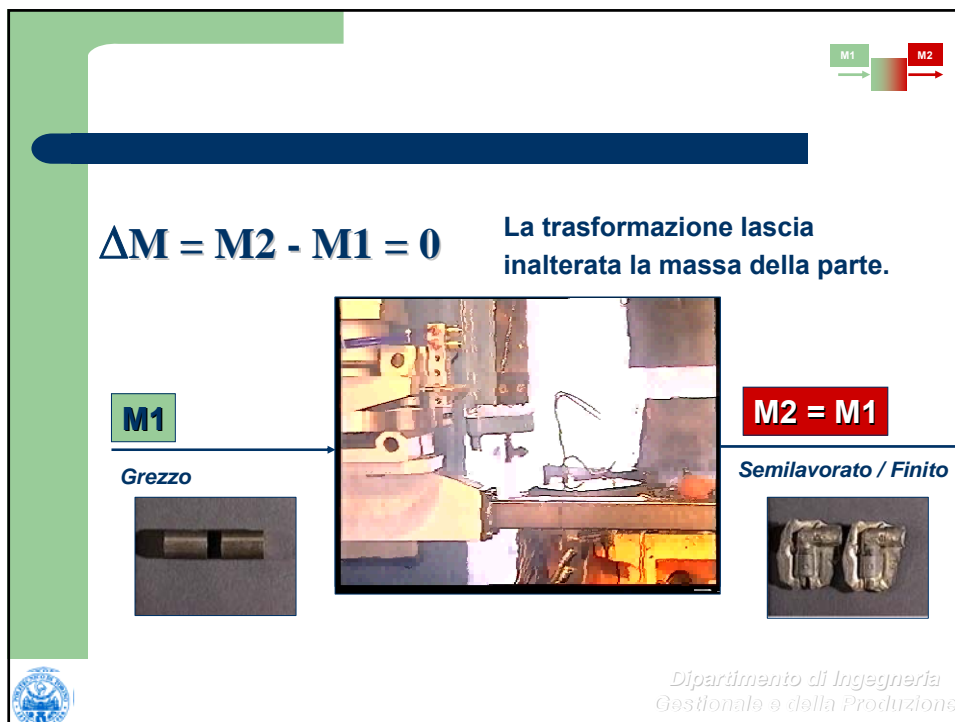 M1 M2
ΔM = M2 - M1 = 0
La trasformazione lascia
inalterata la massa della parte.
M1
M2 = M1
Grezzo
Semilavorato / Finito
Dipartimento di Ingegneria
Gestionale e della Produzione